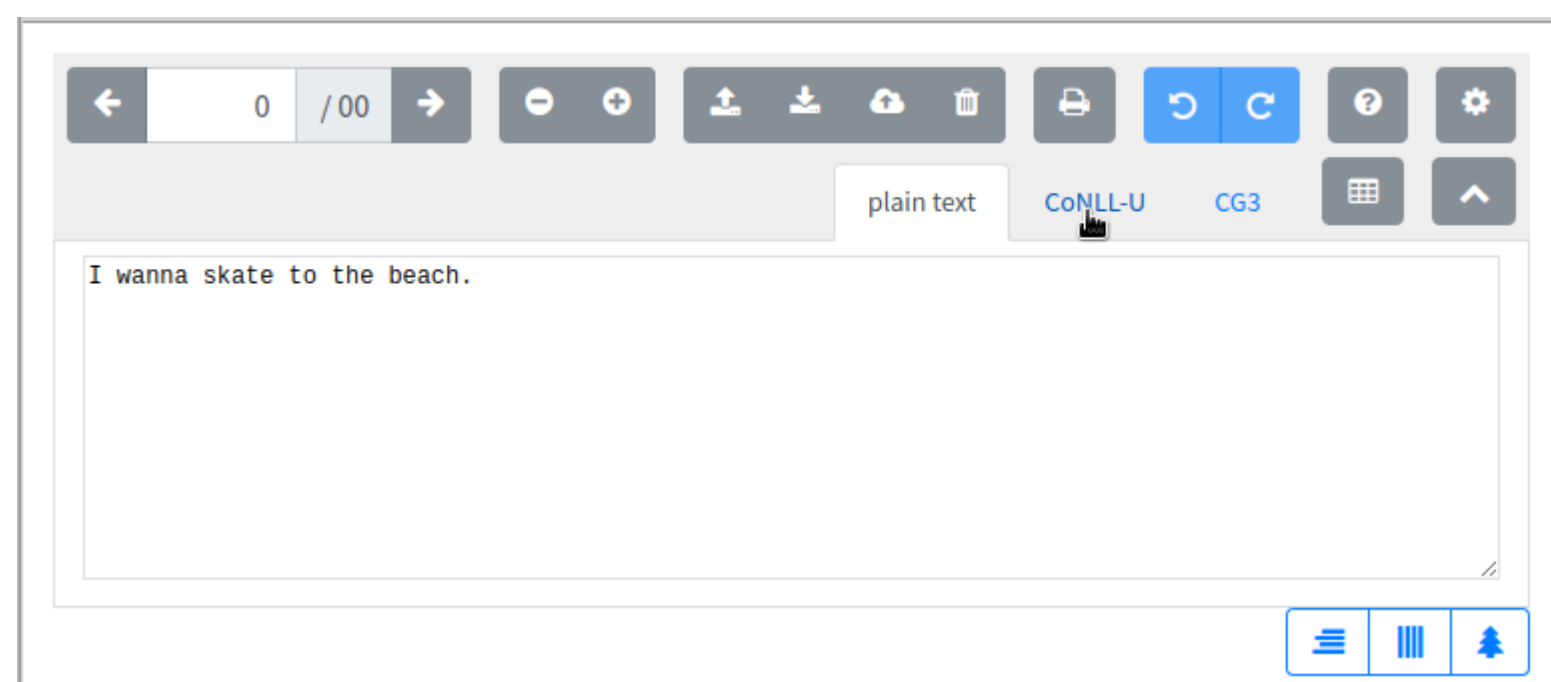 0 / 00
plain text CoNLL-U CG3
I wanna skate to the beach.